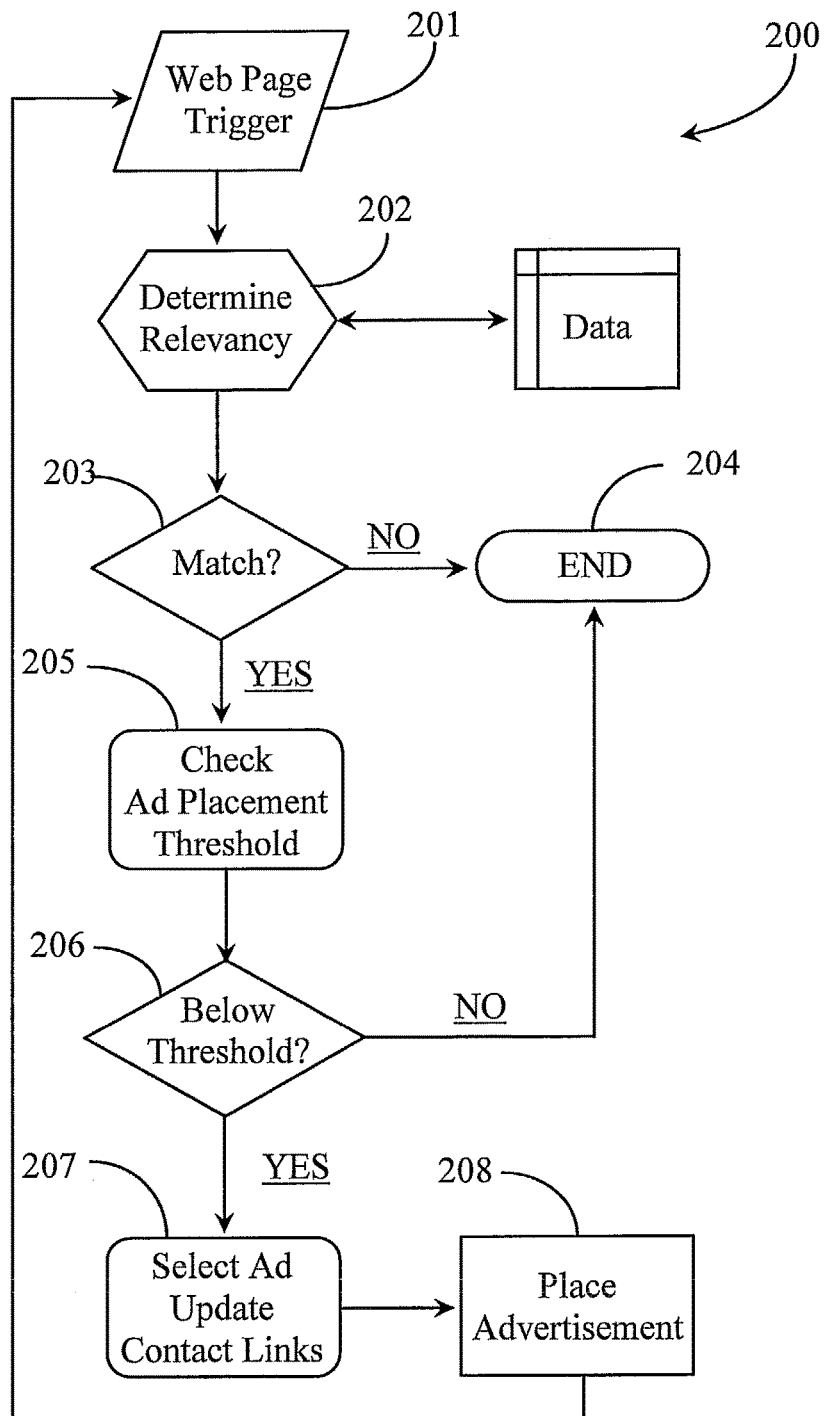 201
200
Web Page
Trigger
202
Determine
Relevancy
Data
203
204
Match?
NO
END
205
YES
Check
Ad Placement
Threshold
206
Below
Threshold?
NO
207
YES
208
Select Ad
Update
Contact Links
Place
Advertisement